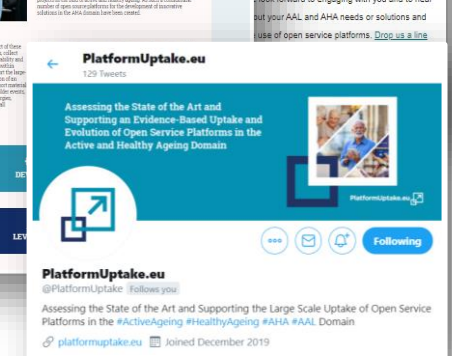 number of open source platforms for the development of innovative
solutions in the AHA domain have been created.
out your AAL and AHA needs or solutions and
use of open service platforms. Drop us a line
PlatformUptake.eu
129 Tweets
Assessing the State of the Art and
Supporting an Evidence-Based Uptake and
Evolution of Open Service Platforms in the
Active and Healthy Ageing Domain
PlatformUptake.eu
Following
PlatformUptake.eu
@PlatformUptake Follows you
Assessing the State of the Art and Supporting the Large Scale Uptake of Open Service
Platforms in the #ActiveAgeing #HealthyAgeing #AHA #AAL Domain
platformuptake.eu Joined December 2019